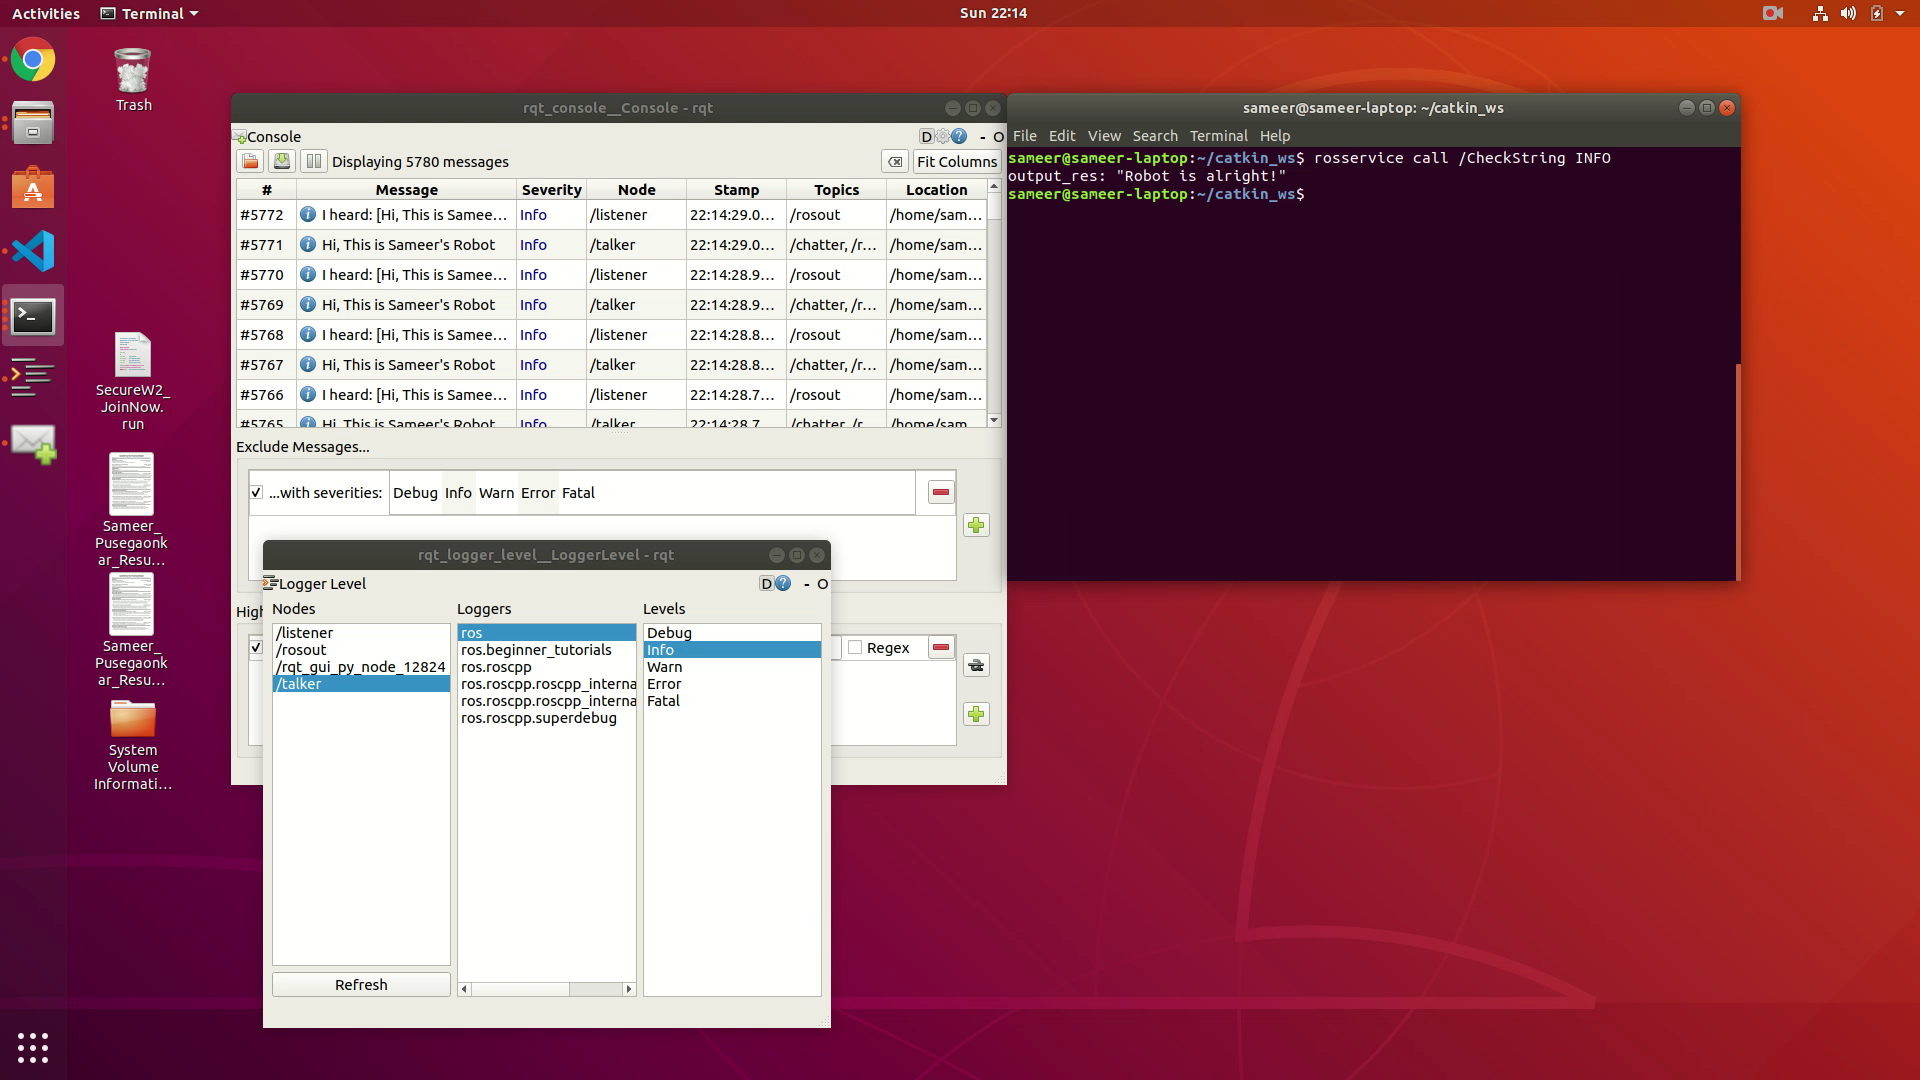 Activities Terminal
Sun 22:14
Trash
SecureW2_
JoinNow.
run
Sameer_
Pusegaonk
ar_Resu...
Sameer_
Pusegaonk
ar_Resu...
System
Volume
Informati...
rqt_console__Console - rqt
Console
D - O
Displaying 5780 messages
Fit Columns
# Message Severity Node Stamp Topics Location
#5772 I heard: [Hi, This is Samee... Info /listener 22:14:29.0... /rosout /home/sam...
#5771 Hi, This is Sameer's Robot Info /talker 22:14:29.0... /chatter, /r... /home/sam...
#5770 I heard: [Hi, This is Samee... Info /listener 22:14:28.9... /rosout /home/sam...
#5769 Hi, This is Sameer's Robot Info /talker 22:14:28.9... /chatter, /r... /home/sam...
#5768 I heard: [Hi, This is Samee... Info /listener 22:14:28.8... /rosout /home/sam...
#5767 Hi, This is Sameer's Robot Info /talker 22:14:28.8... /chatter, /r... /home/sam...
#5766 I heard: [Hi, This is Samee... Info /listener 22:14:28.7... /rosout /home/sam...
#5765 Hi, This is Sameer's Robot Info /talker 22:14:28.7 /chatter, /r /home/sam
Exclude Messages...
...with severities: Debug Info Warn Error Fatal
High
Regex
rqt_logger_level__LoggerLevel - rqt
Logger Level
D - O
Nodes
/listener
/rosout
/rqt_gui_py_node_12824
/talker
Refresh
Loggers
ros
ros.beginner_tutorials
ros.roscpp
ros.roscpp.roscpp_interna
ros.roscpp.roscpp_interna
ros.roscpp.superdebug
Levels
Debug
Info
Warn
Error
Fatal
sameer@sameer-laptop: ~/catkin_ws
File Edit View Search Terminal Help
sameer@sameer-laptop:~/catkin_ws$ rosservice call /CheckString INFO
output_res: "Robot is alright!"
sameer@sameer-laptop:~/catkin_ws$